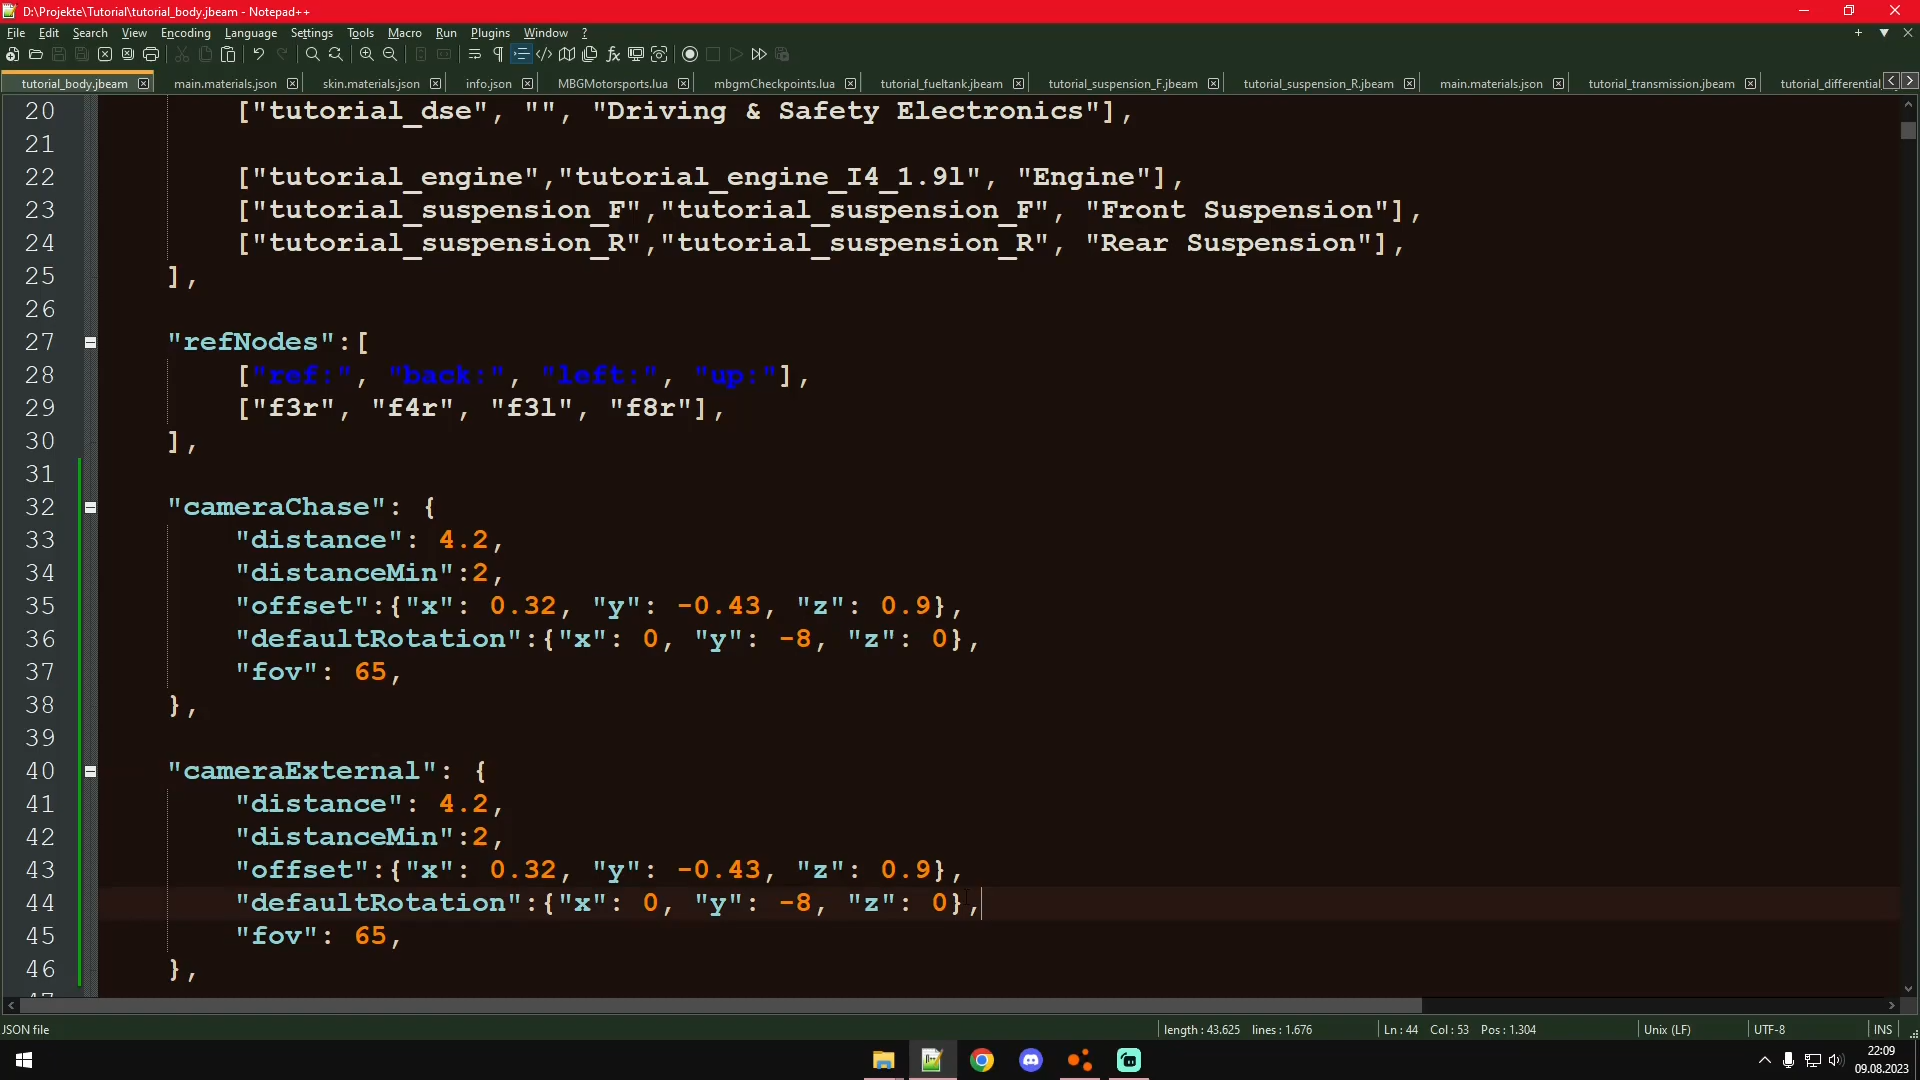 D:\Projekte\Tutorial\tutorial_body.jbeam - Notepad++
File Edit Search View Encoding Language Settings Tools Macro Run Plugins Window ?
tutorial_body.jbeam main.materials.json skin.materials.json info.json MBGMotorsports.lua mbgmCheckpoints.lua tutorial_fueltank.jbeam tutorial_suspension_F.jbeam tutorial_suspension_R.jbeam main.materials.json tutorial_transmission.jbeam tutorial_differential
20 ["tutorial_dse", "", "Driving & Safety Electronics"],
21
22 ["tutorial_engine","tutorial_engine_I4_1.9l", "Engine"],
23 ["tutorial_suspension_F","tutorial_suspension_F", "Front Suspension"],
24 ["tutorial_suspension_R","tutorial_suspension_R", "Rear Suspension"],
25 ],
26
27 "refNodes":[
28 ["ref:", "back:", "left:", "up:"],
29 ["f3r", "f4r", "f3l", "f8r"],
30 ],
31
32 "cameraChase": {
33 "distance": 4.2,
34 "distanceMin":2,
35 "offset":{"x": 0.32, "y": -0.43, "z": 0.9},
36 "defaultRotation":{"x": 0, "y": -8, "z": 0},
37 "fov": 65,
38 },
39
40 "cameraExternal": {
41 "distance": 4.2,
42 "distanceMin":2,
43 "offset":{"x": 0.32, "y": -0.43, "z": 0.9},
44 "defaultRotation":{"x": 0, "y": -8, "z": 0},
45 "fov": 65,
46 },
47
JSON file length : 43.625 lines : 1.676 Ln : 44 Col : 53 Pos : 1.304 Unix (LF) UTF-8 INS
22:09
09.08.2023